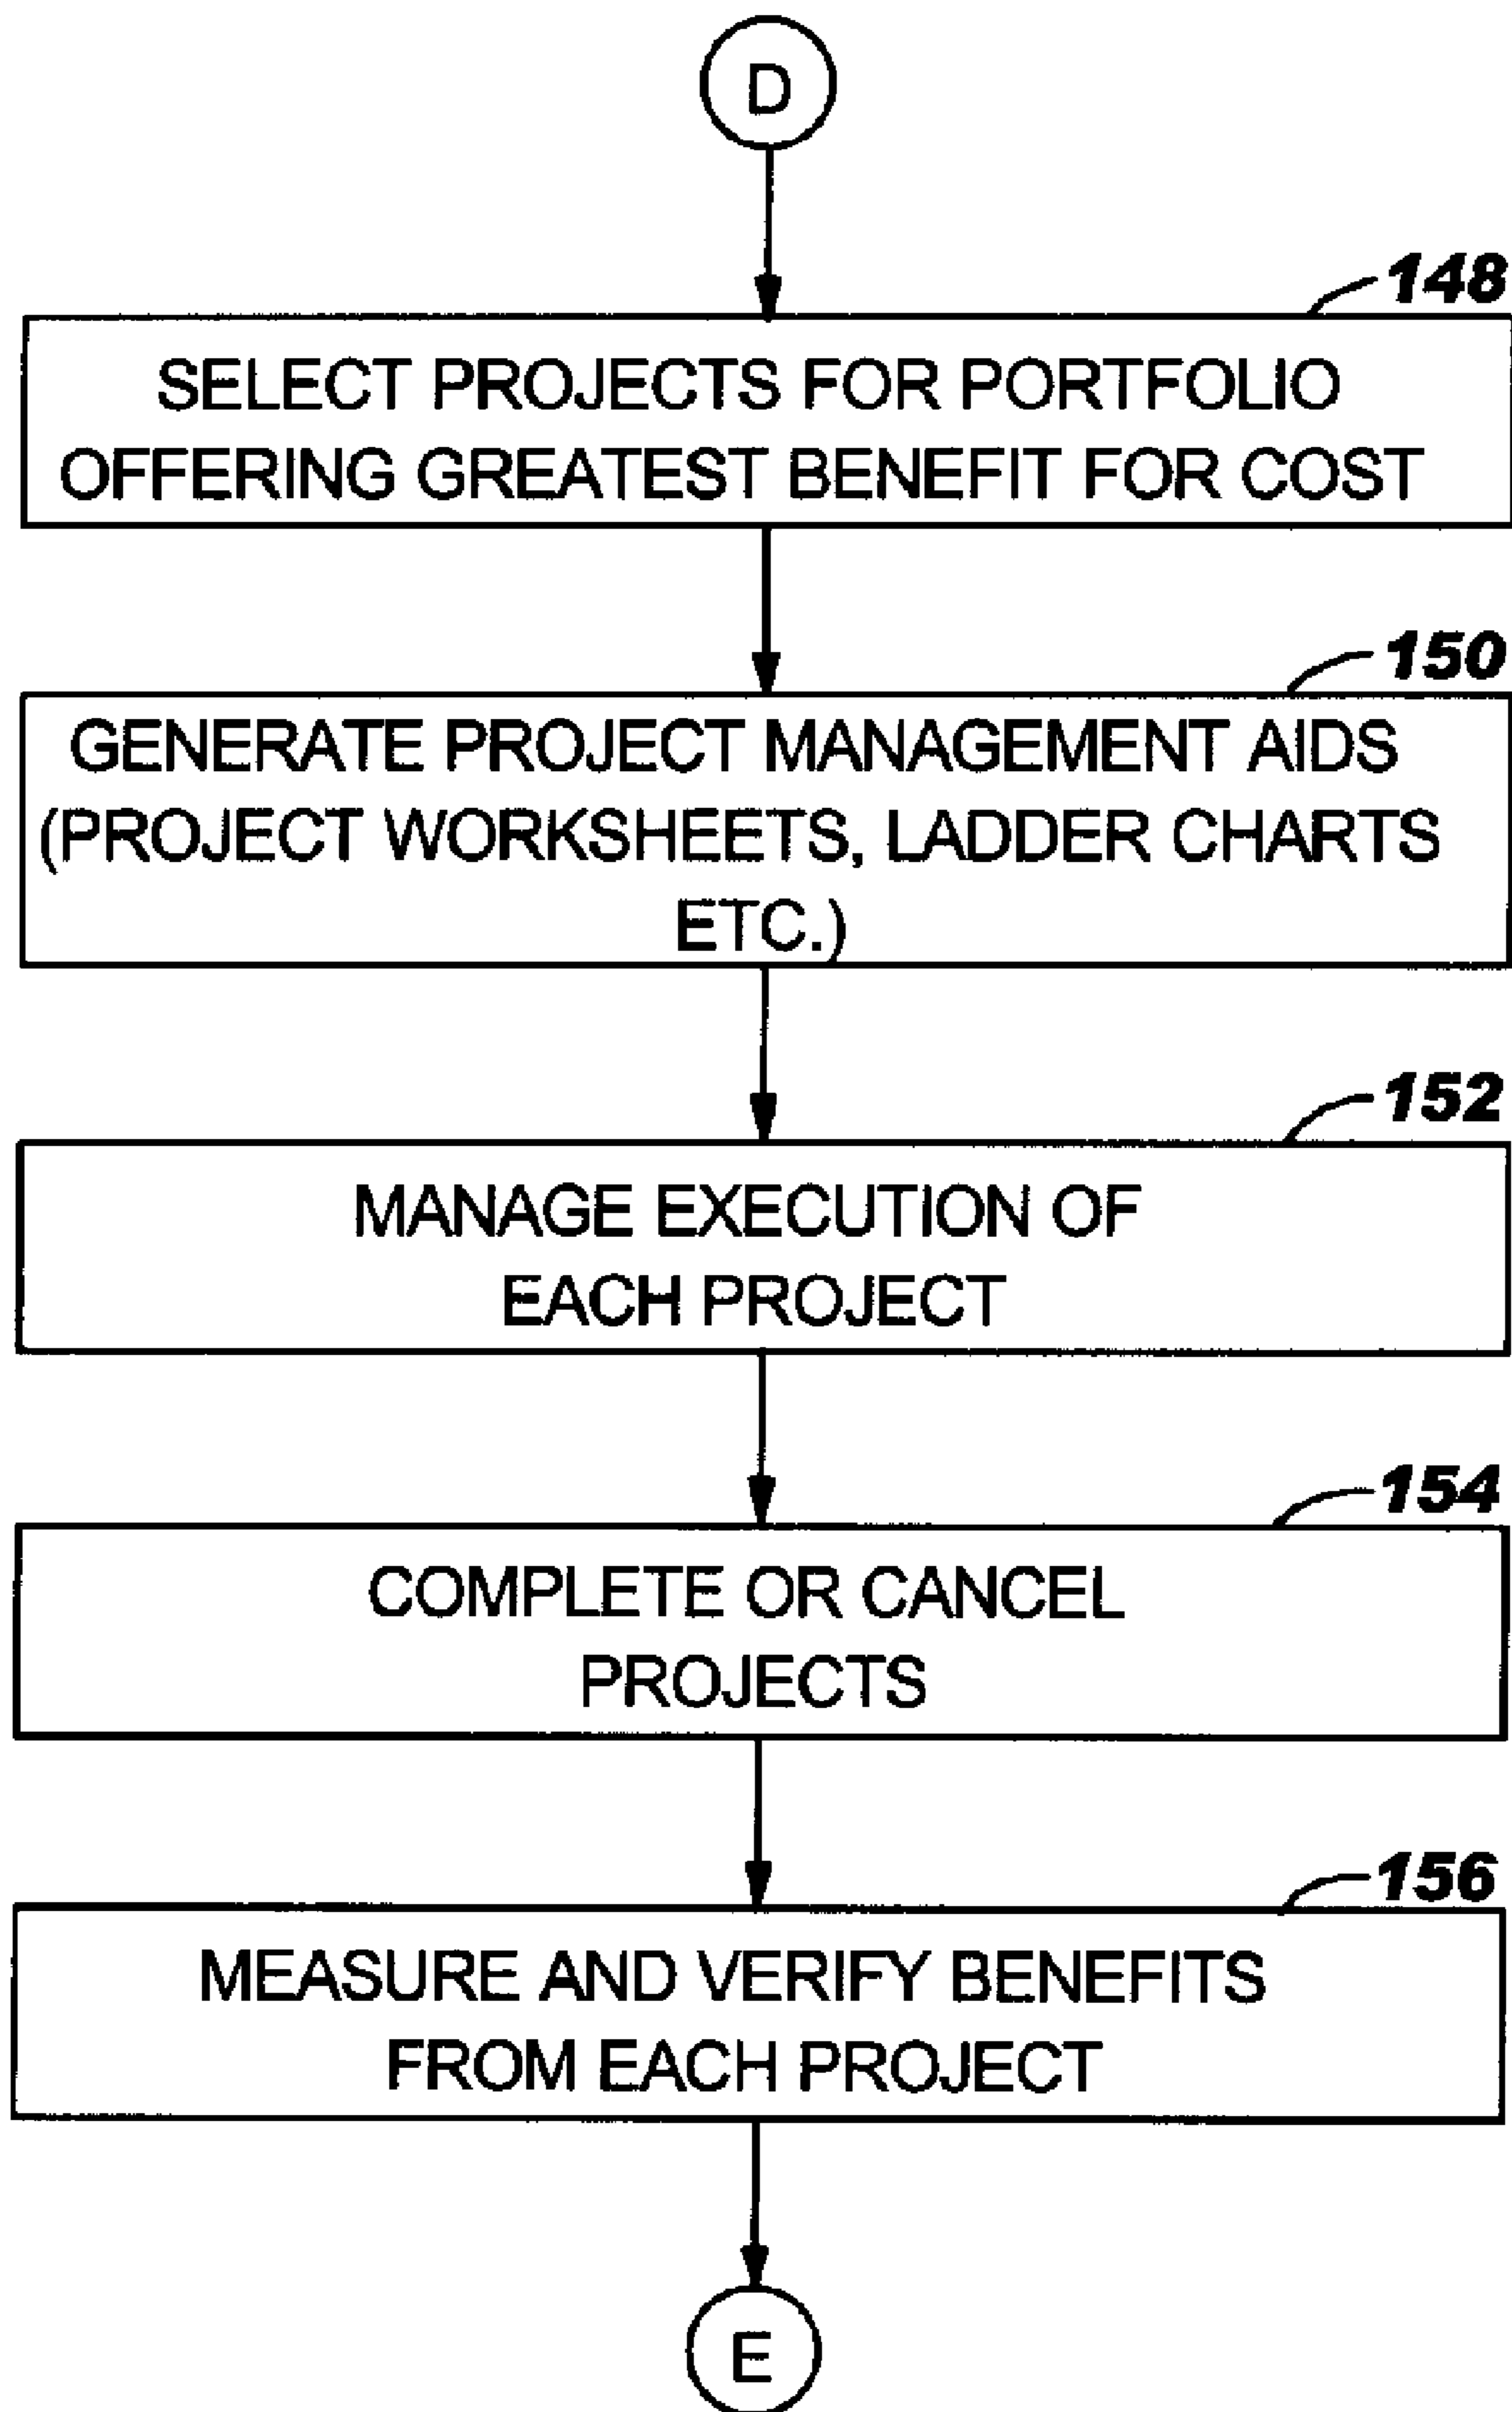 D
148
SELECT PROJECTS FOR PORTFOLIO
OFFERING GREATEST BENEFIT FOR COST
150
GENERATE PROJECT MANAGEMENT AIDS
(PROJECT WORKSHEETS, LADDER CHARTS
ETC.)
152
MANAGE EXECUTION OF
EACH PROJECT
154
COMPLETE OR CANCEL
PROJECTS
156
MEASURE AND VERIFY BENEFITS
FROM EACH PROJECT
E